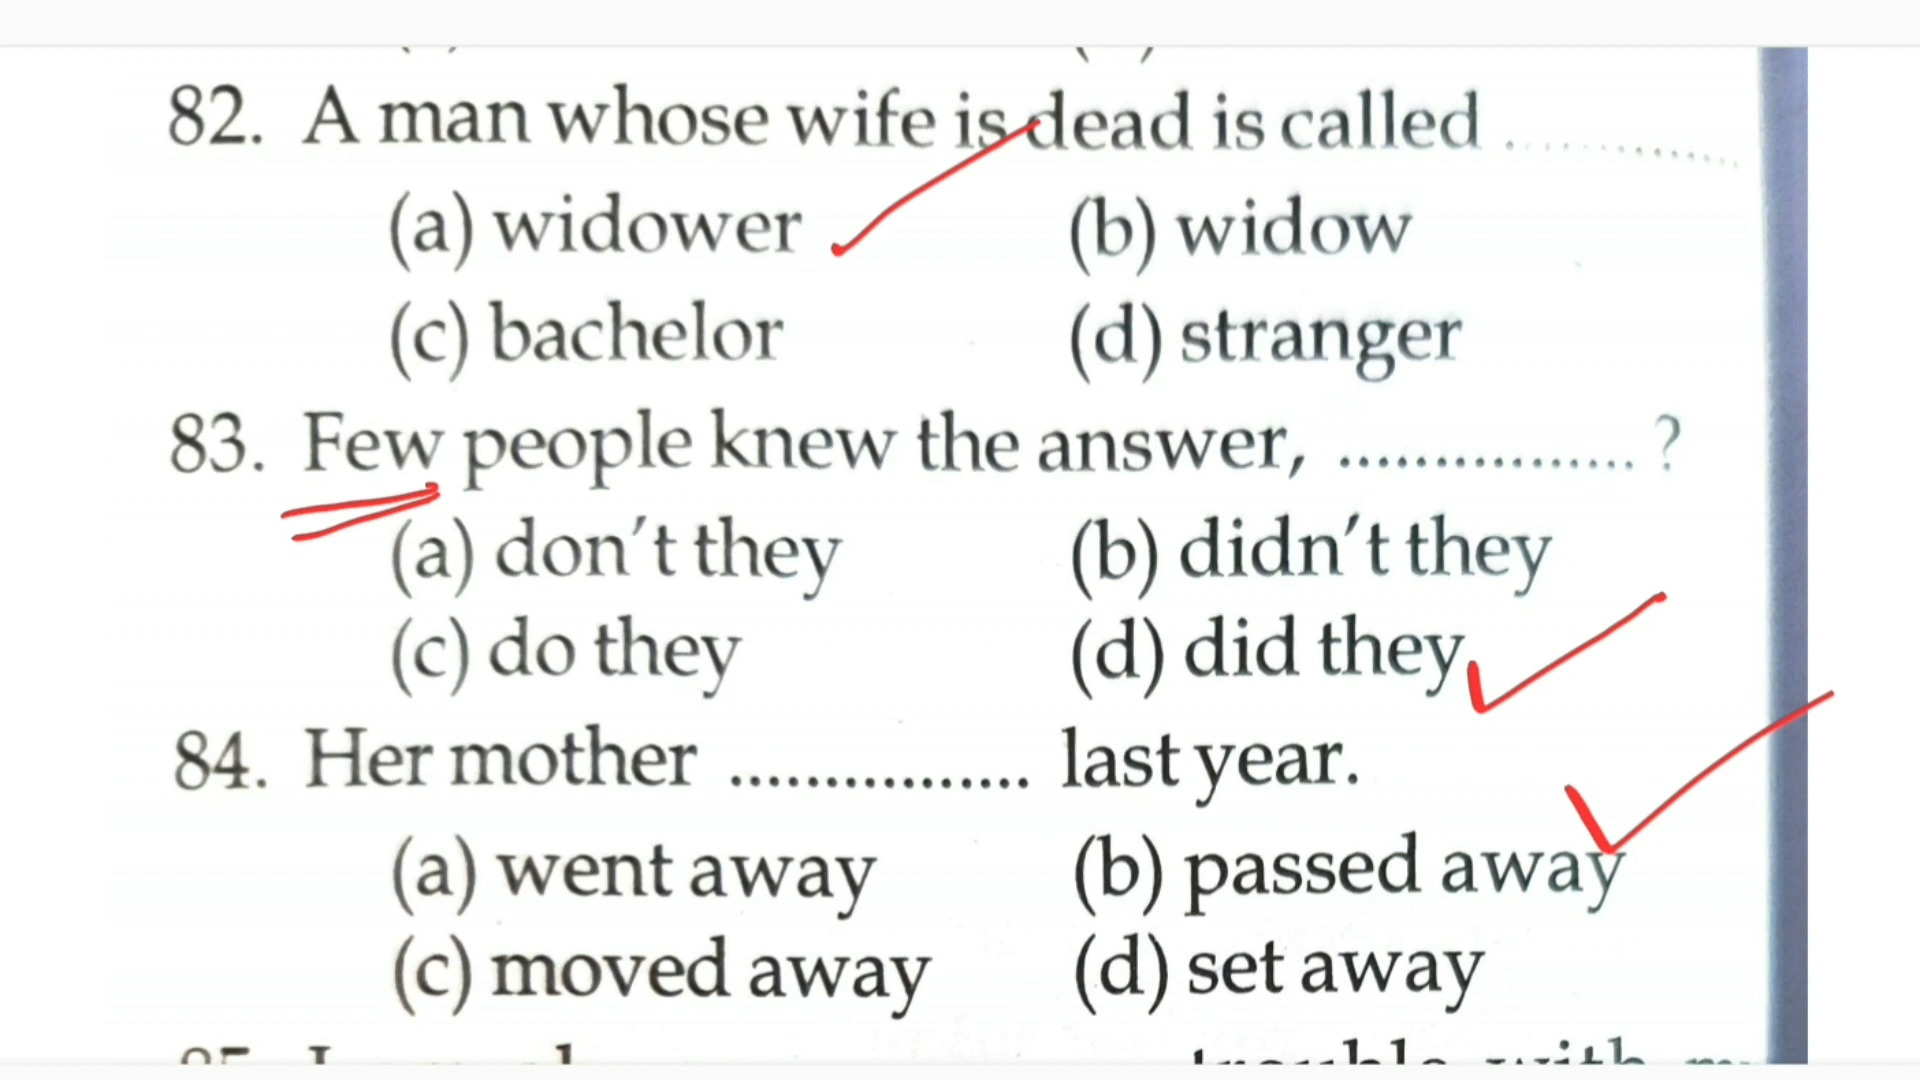 82. A man whose wife is dead is called ................
(a) widower (b) widow
(c) bachelor (d) stranger
83. Few people knew the answer, ................ ?
(a) don't they (b) didn't they
(c) do they (d) did they
84. Her mother ................ last year.
(a) went away (b) passed away
(c) moved away (d) set away